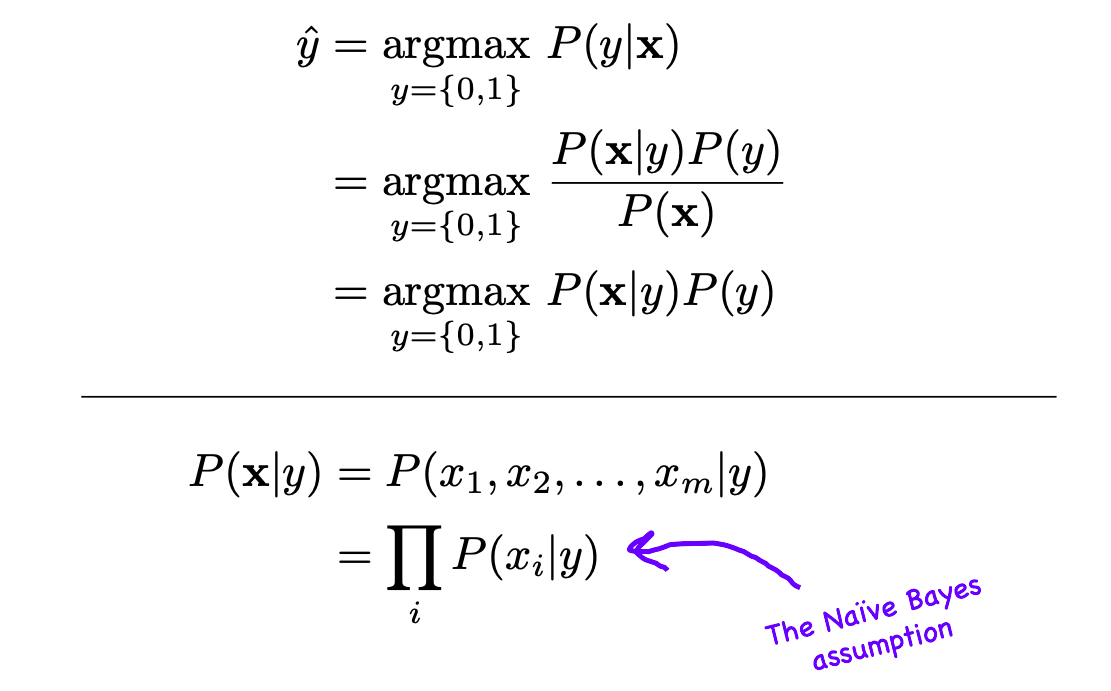 ŷ = argmax P(y|x)
y={0,1}
= argmax P(x|y)P(y) / P(x)
y={0,1}
= argmax P(x|y)P(y)
y={0,1}
P(x|y) = P(x₁, x₂, . . . , xₘ|y)
= ∏ P(xᵢ|y)
i
The Naïve Bayes
assumption